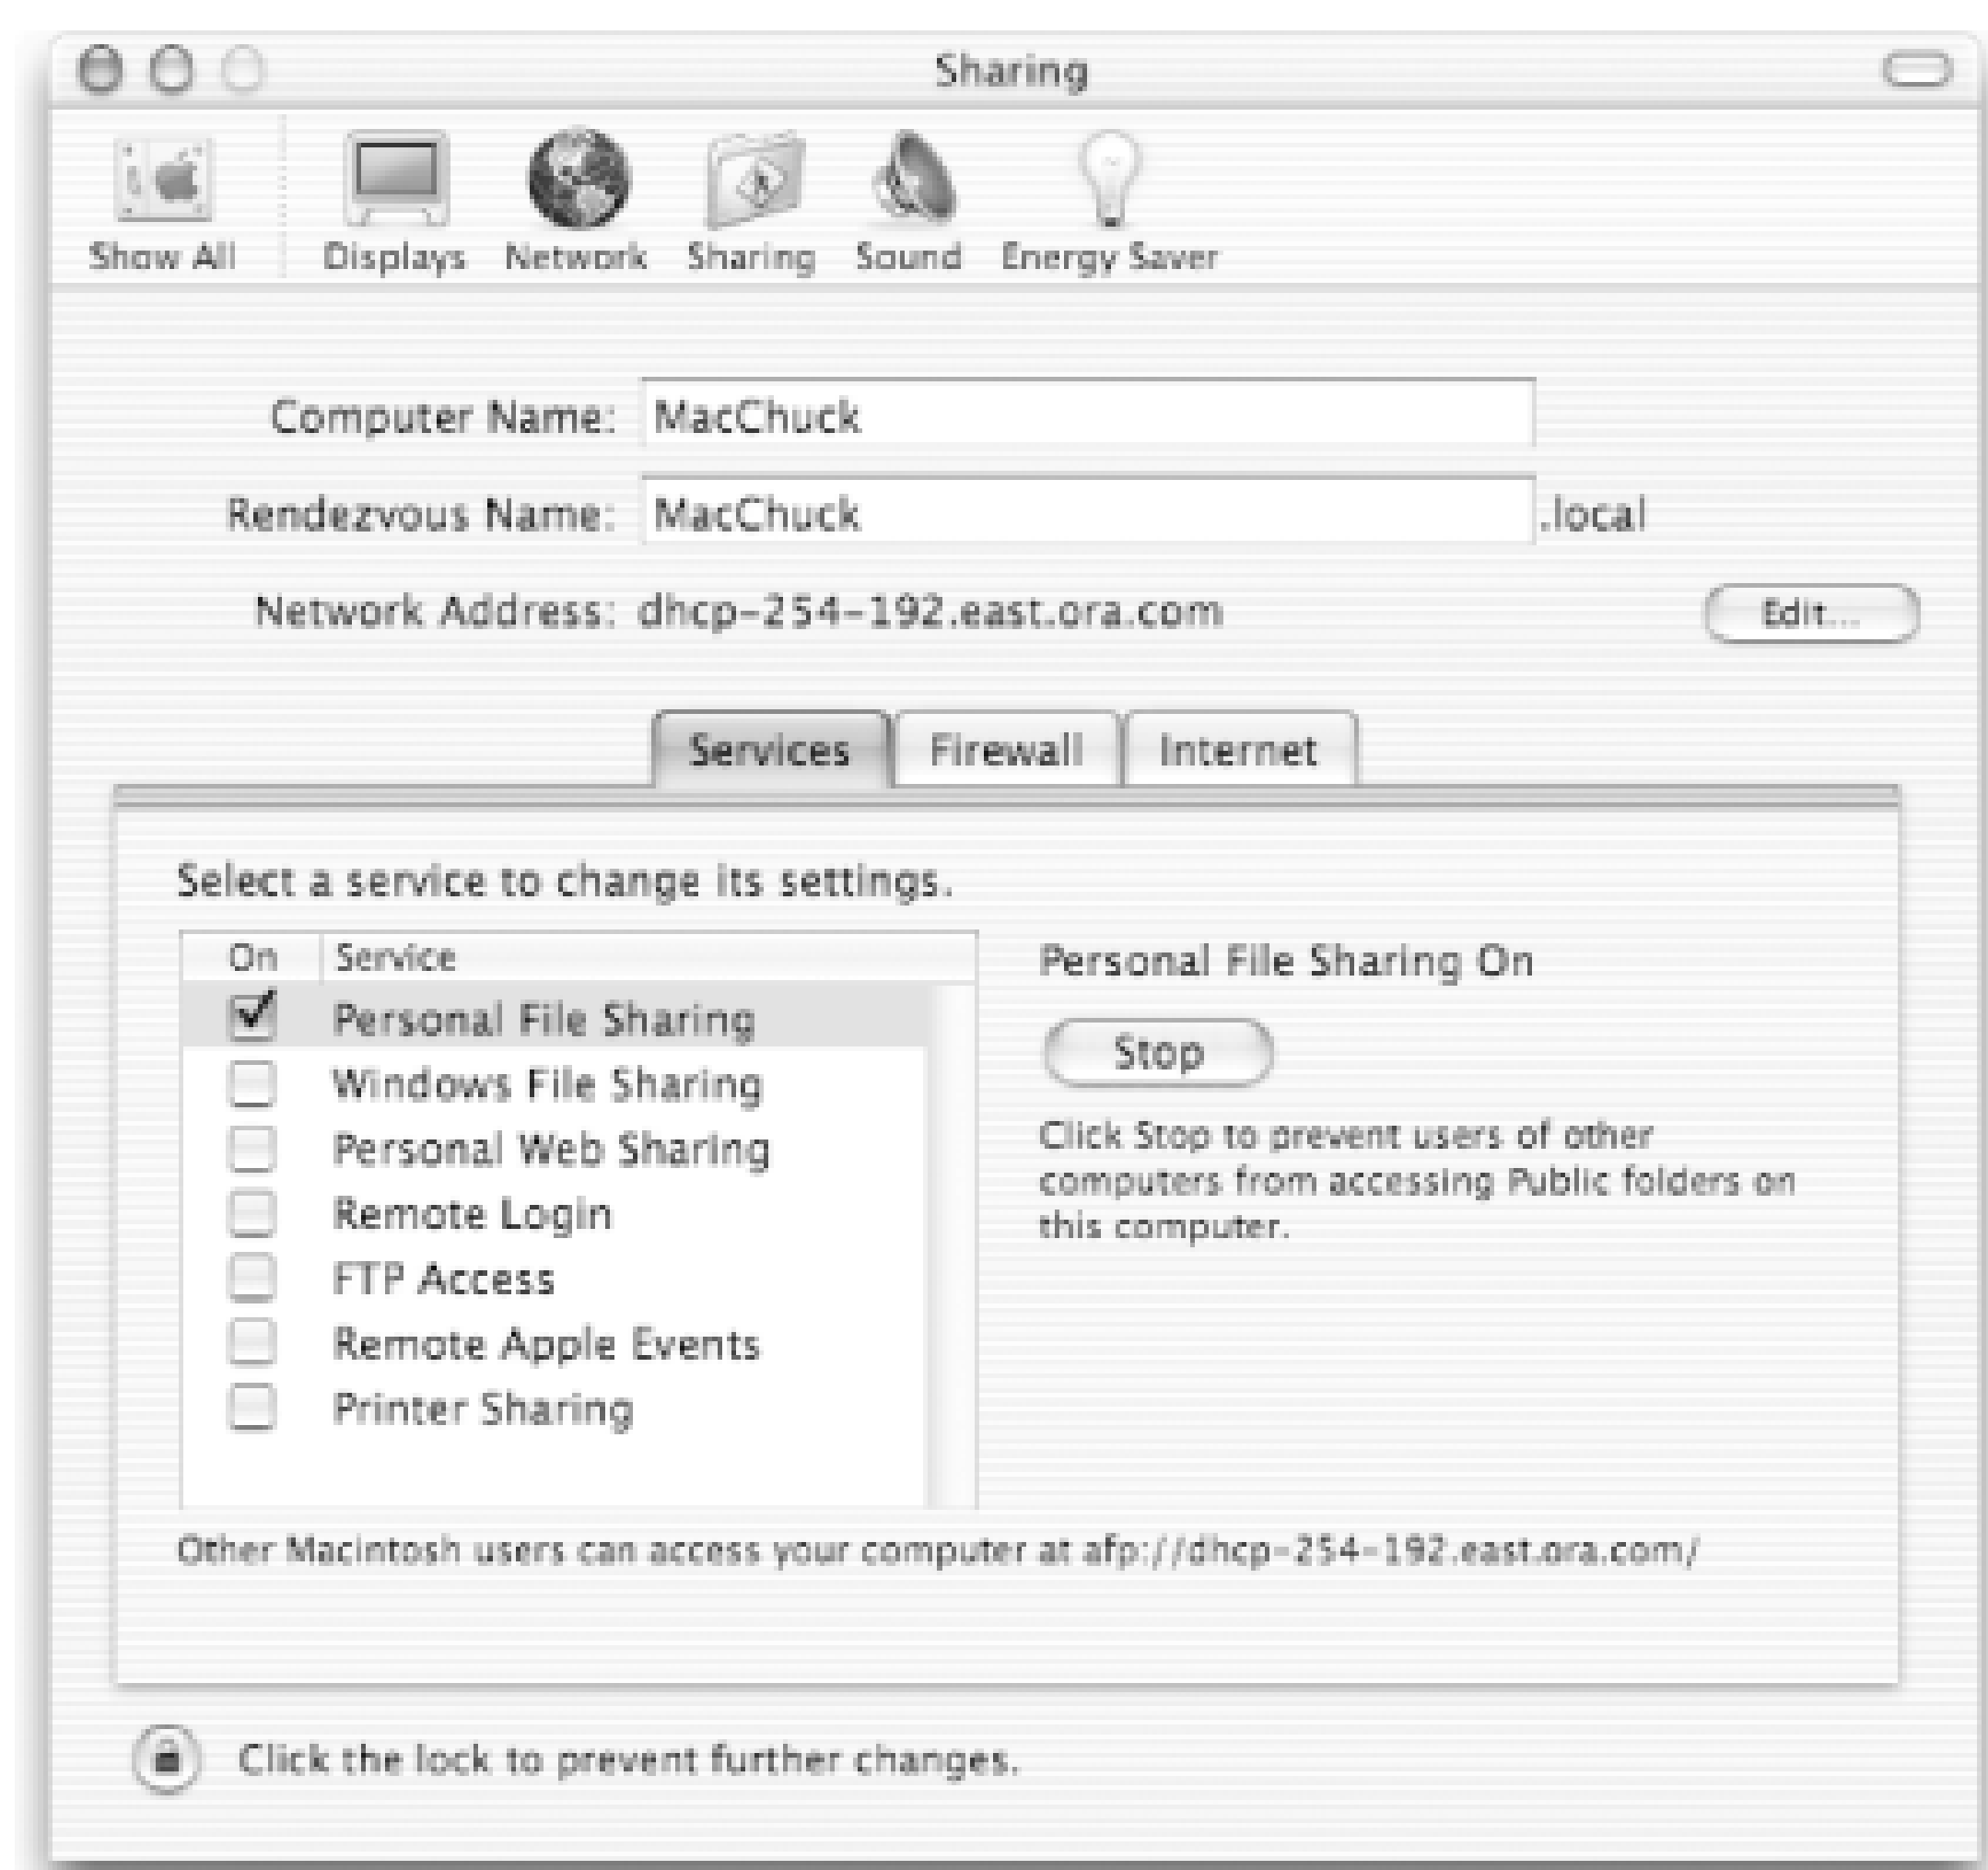 Sharing
Show All Displays Network Sharing Sound Energy Saver
Computer Name: MacChuck
Rendezvous Name: MacChuck .local
Network Address: dhcp-254-192.east.ora.com Edit...
Services Firewall Internet
Select a service to change its settings.
On Service
Personal File Sharing
Windows File Sharing
Personal Web Sharing
Remote Login
FTP Access
Remote Apple Events
Printer Sharing
Personal File Sharing On
Stop
Click Stop to prevent users of other
computers from accessing Public folders on
this computer.
Other Macintosh users can access your computer at afp://dhcp-254-192.east.ora.com/
Click the lock to prevent further changes.